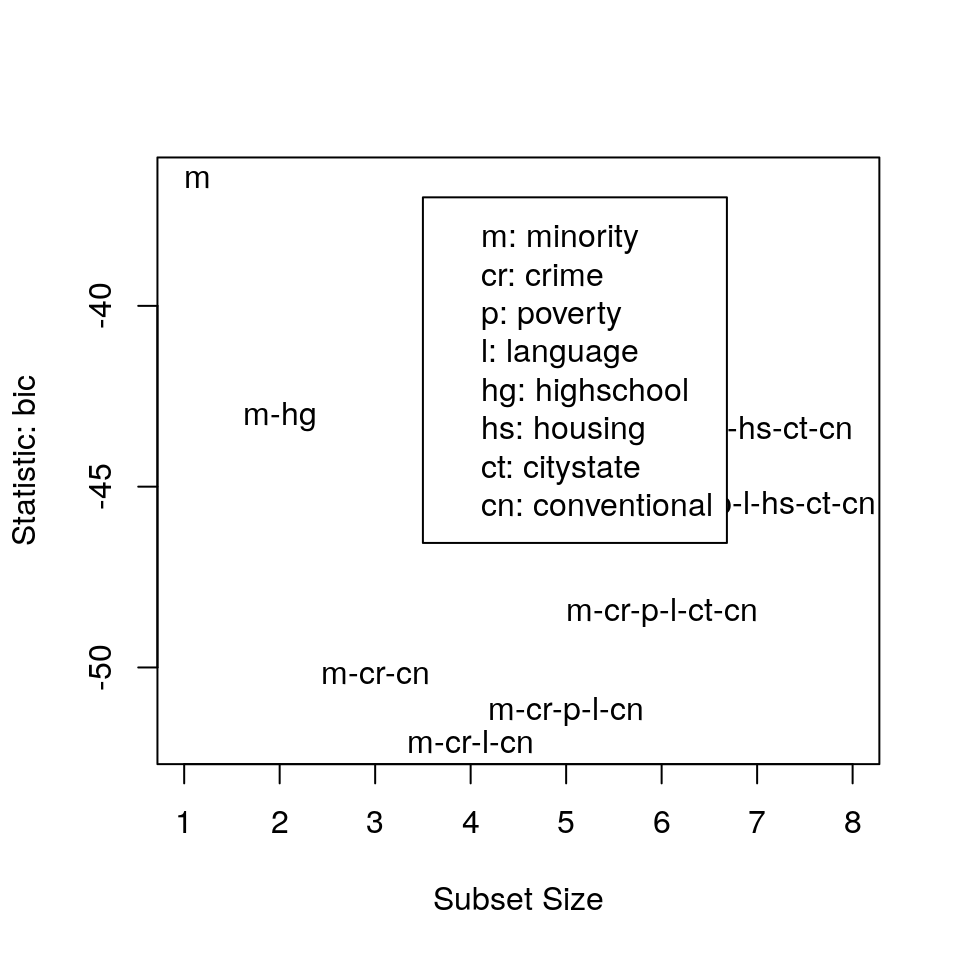 m
m: minority
cr: crime
p: poverty
l: language
hg: highschool
hs: housing
ct: citystate
cn: conventional
m-hg
-hs-ct-cn
-l-hs-ct-cn
m-cr-p-l-ct-cn
m-cr-cn
m-cr-p-l-cn
m-cr-l-cn
-40
-45
-50
Statistic: bic
1 2 3 4 5 6 7 8
Subset Size